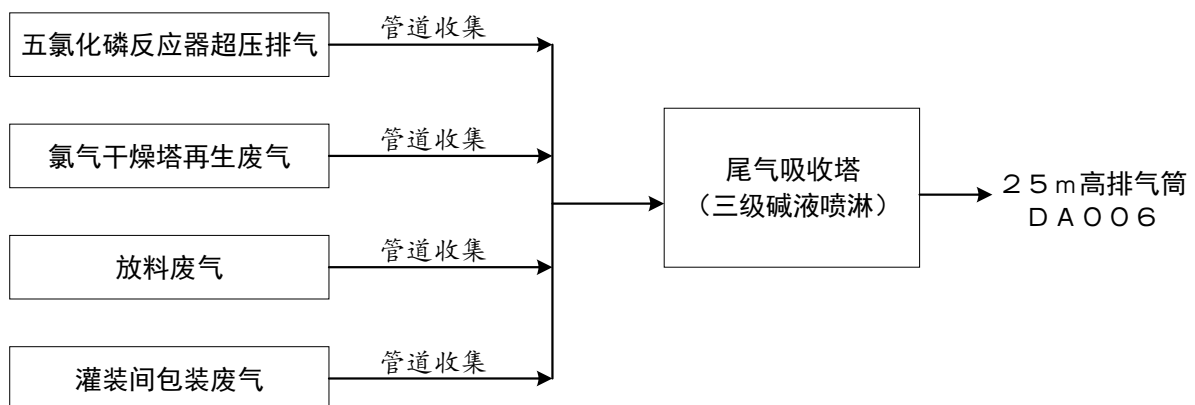 五氯化磷反应器超压排气
管道收集
氯气干燥塔再生废气
管道收集
放料废气
管道收集
灌装间包装废气
管道收集
尾气吸收塔
（三级碱液喷淋）
２５ｍ高排气筒
ＤＡ００６